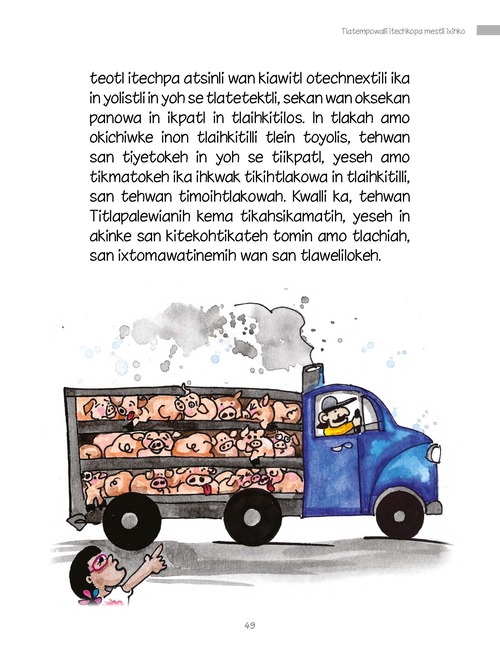 Tlatempowalli itechkopa mestli ixihko
teotl itechpa atsinli wan kiawitl otechnextili ika
in yolistli in yoh se tlatetektli, sekan wan oksekan
panowa in ikpatl in tlaihkitilos. In tlakah amo
okichiwke inon tlaihkitilli tlein toyolis, tehwan
san tiyetokeh in yoh se tiikpatl, yeseh amo
tikmatokeh ika ihkwak tikihtlakowa in tlaihkitilli,
san tehwan timoihtlakowah. Kwalli ka, tehwan
Titlapalewianih kema tikahsikamatih, yeseh in
akinke san kitekohtikateh tomin amo tlachiah,
san ixtomawatinemih wan san tlawelilokeh.
49